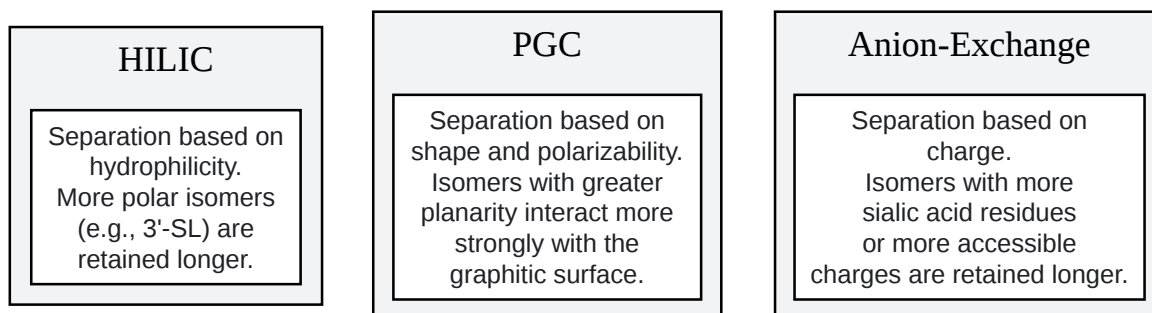 HILIC
Separation based on
hydrophilicity.
More polar isomers
(e.g., 3'-SL) are
retained longer.
PGC
Separation based on
shape and polarizability.
Isomers with greater
planarity interact more
strongly with the
graphitic surface.
Anion-Exchange
Separation based on
charge.
Isomers with more
sialic acid residues
or more accessible
charges are retained longer.